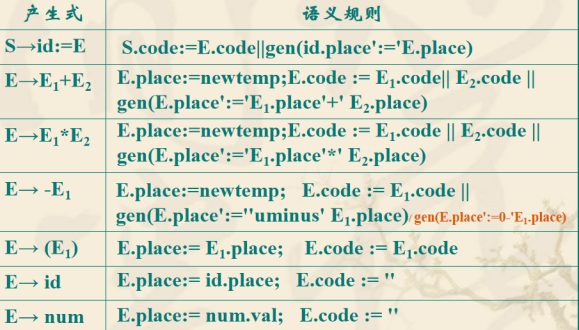 产生式 语义规则
S→id:=E S.code:=E.code||gen(id.place':='E.place)
E→E₁+E₂ E.place:=newtemp;E.code := E₁.code|| E₂.code ||
gen(E.place':='E₁.place'+' E₂.place)
E→E₁*E₂ E.place:=newtemp;E.code := E₁.code || E₂.code ||
gen(E.place':='E₁.place'*' E₂.place)
E→ -E₁ E.place:=newtemp; E.code := E₁.code ||
gen(E.place':=''uminus' E₁.place)/ gen(E.place':=0-'E₁.place)
E→ (E₁) E.place:= E₁.place; E.code := E₁.code
E→ id E.place:= id.place; E.code := ''
E→ num E.place:= num.val; E.code := ''